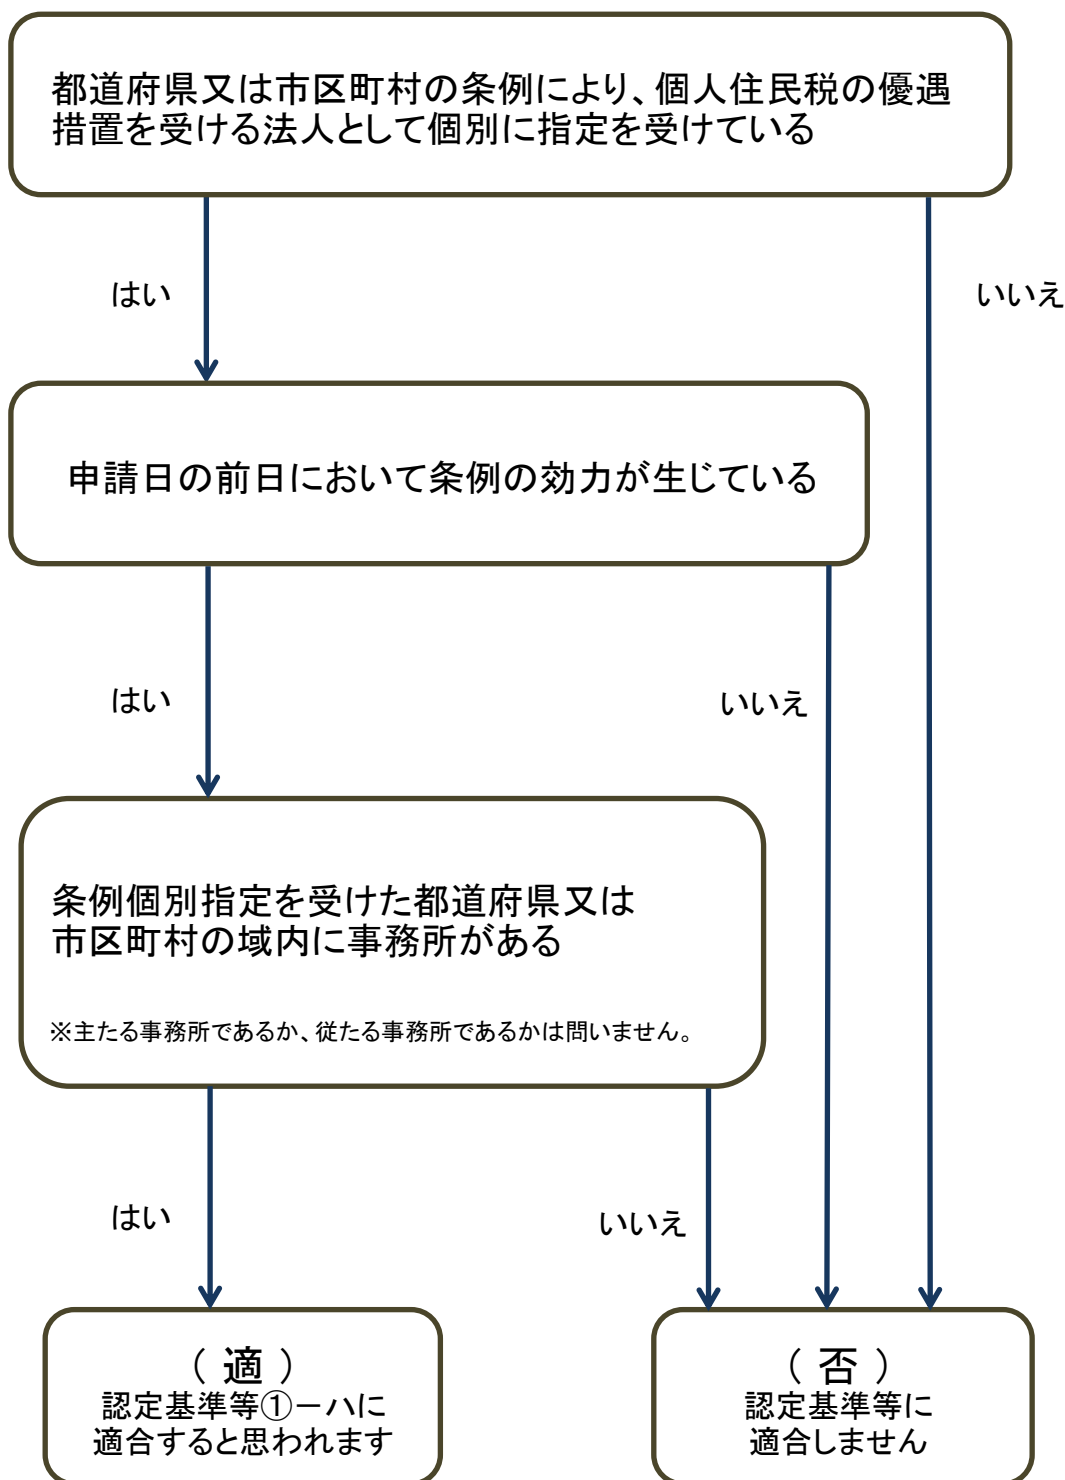 都道府県又は市区町村の条例により、個人住民税の優遇
措置を受ける法人として個別に指定を受けている
はい
いいえ
申請日の前日において条例の効力が生じている
はい
いいえ
条例個別指定を受けた都道府県又は
市区町村の域内に事務所がある
※主たる事務所であるか、従たる事務所であるかは問いません。
はい
いいえ
（ 適 ）
認定基準等①－ハに
適合すると思われます
（ 否 ）
認定基準等に
適合しません